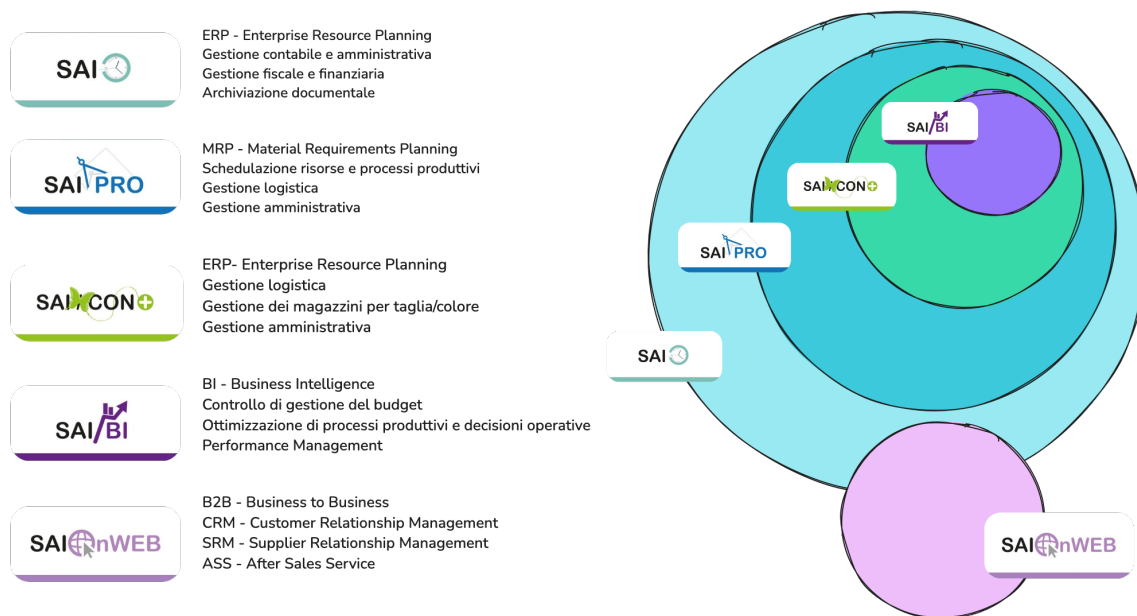 SAI
ERP - Enterprise Resource Planning
Gestione contabile e amministrativa
Gestione fiscale e finanziaria
Archiviazione documentale
SAI PRO
MRP - Material Requirements Planning
Schedulazione risorse e processi produttivi
Gestione logistica
Gestione amministrativa
SAI CON+
ERP- Enterprise Resource Planning
Gestione logistica
Gestione dei magazzini per taglia/colore
Gestione amministrativa
SAI/BI
BI - Business Intelligence
Controllo di gestione del budget
Ottimizzazione di processi produttivi e decisioni operative
Performance Management
SAI OnWEB
B2B - Business to Business
CRM - Customer Relationship Management
SRM - Supplier Relationship Management
ASS - After Sales Service
SAI/BI
SAI CON+
SAI PRO
SAI
SAI OnWEB